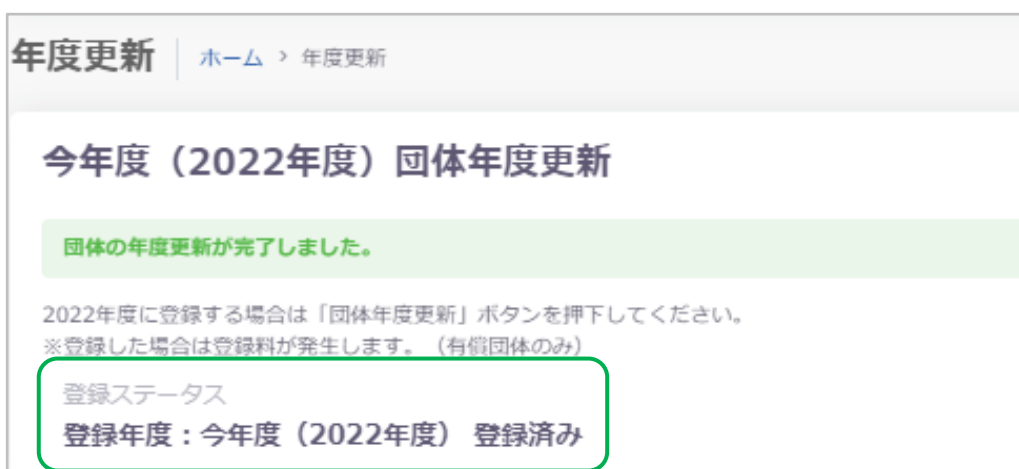 年度更新 ホーム > 年度更新
今年度（2022年度）団体年度更新
団体の年度更新が完了しました。
2022年度に登録する場合は「団体年度更新」ボタンを押下してください。
※登録した場合は登録料が発生します。（有償団体のみ）
登録ステータス
登録年度：今年度（2022年度） 登録済み